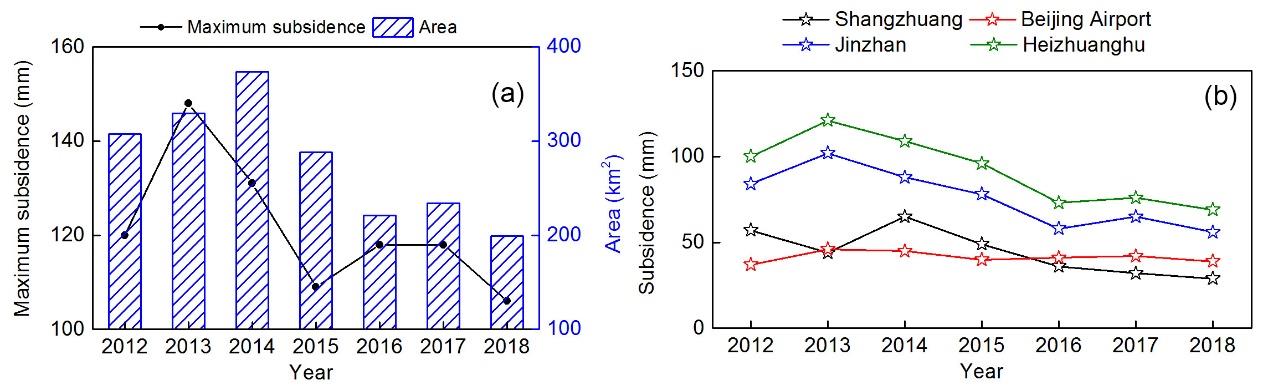 Maximum subsidence Area
(a)
160
140
120
100
Maximum subsidence (mm)
400
300
200
100
Area (km²)
2012 2013 2014 2015 2016 2017 2018
Year
Shangzhuang Beijing Airport
Jinzhan Heizhuanghu
(b)
150
100
50
0
Subsidence (mm)
2012 2013 2014 2015 2016 2017 2018
Year